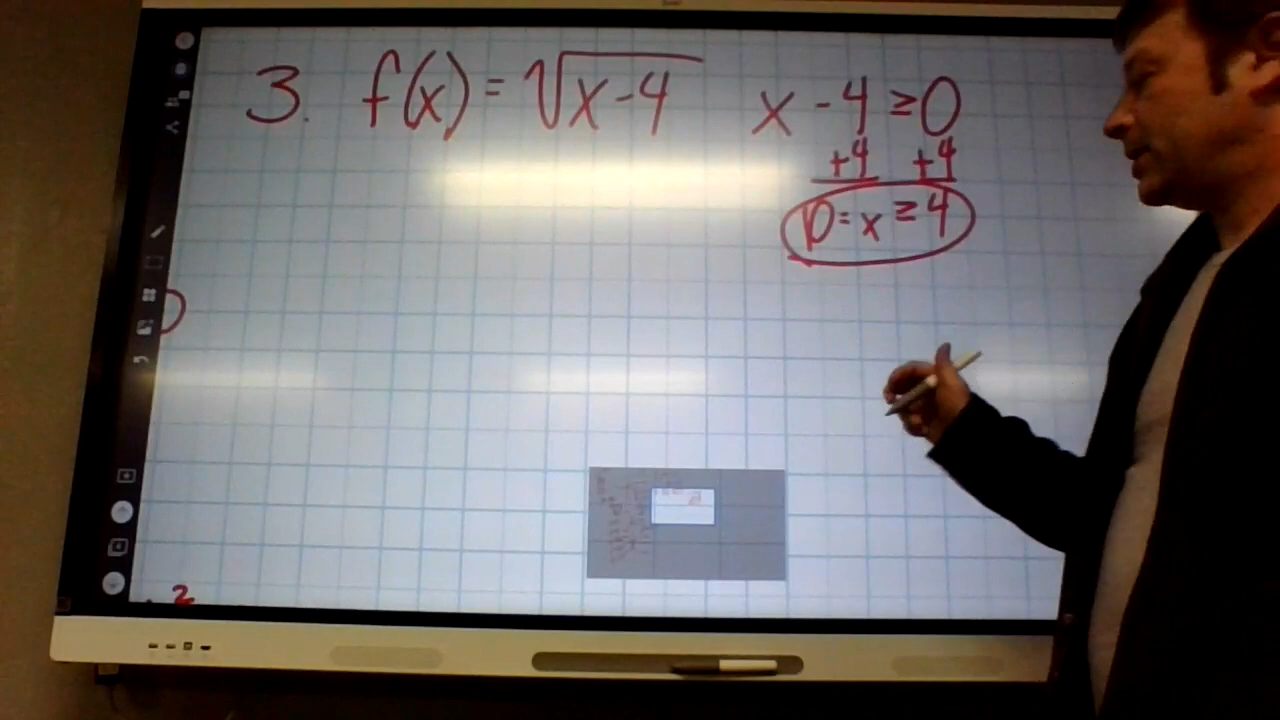 3. f(x) = √x-4 x - 4 ≥ 0
+4 +4
D = x ≥ 4
2